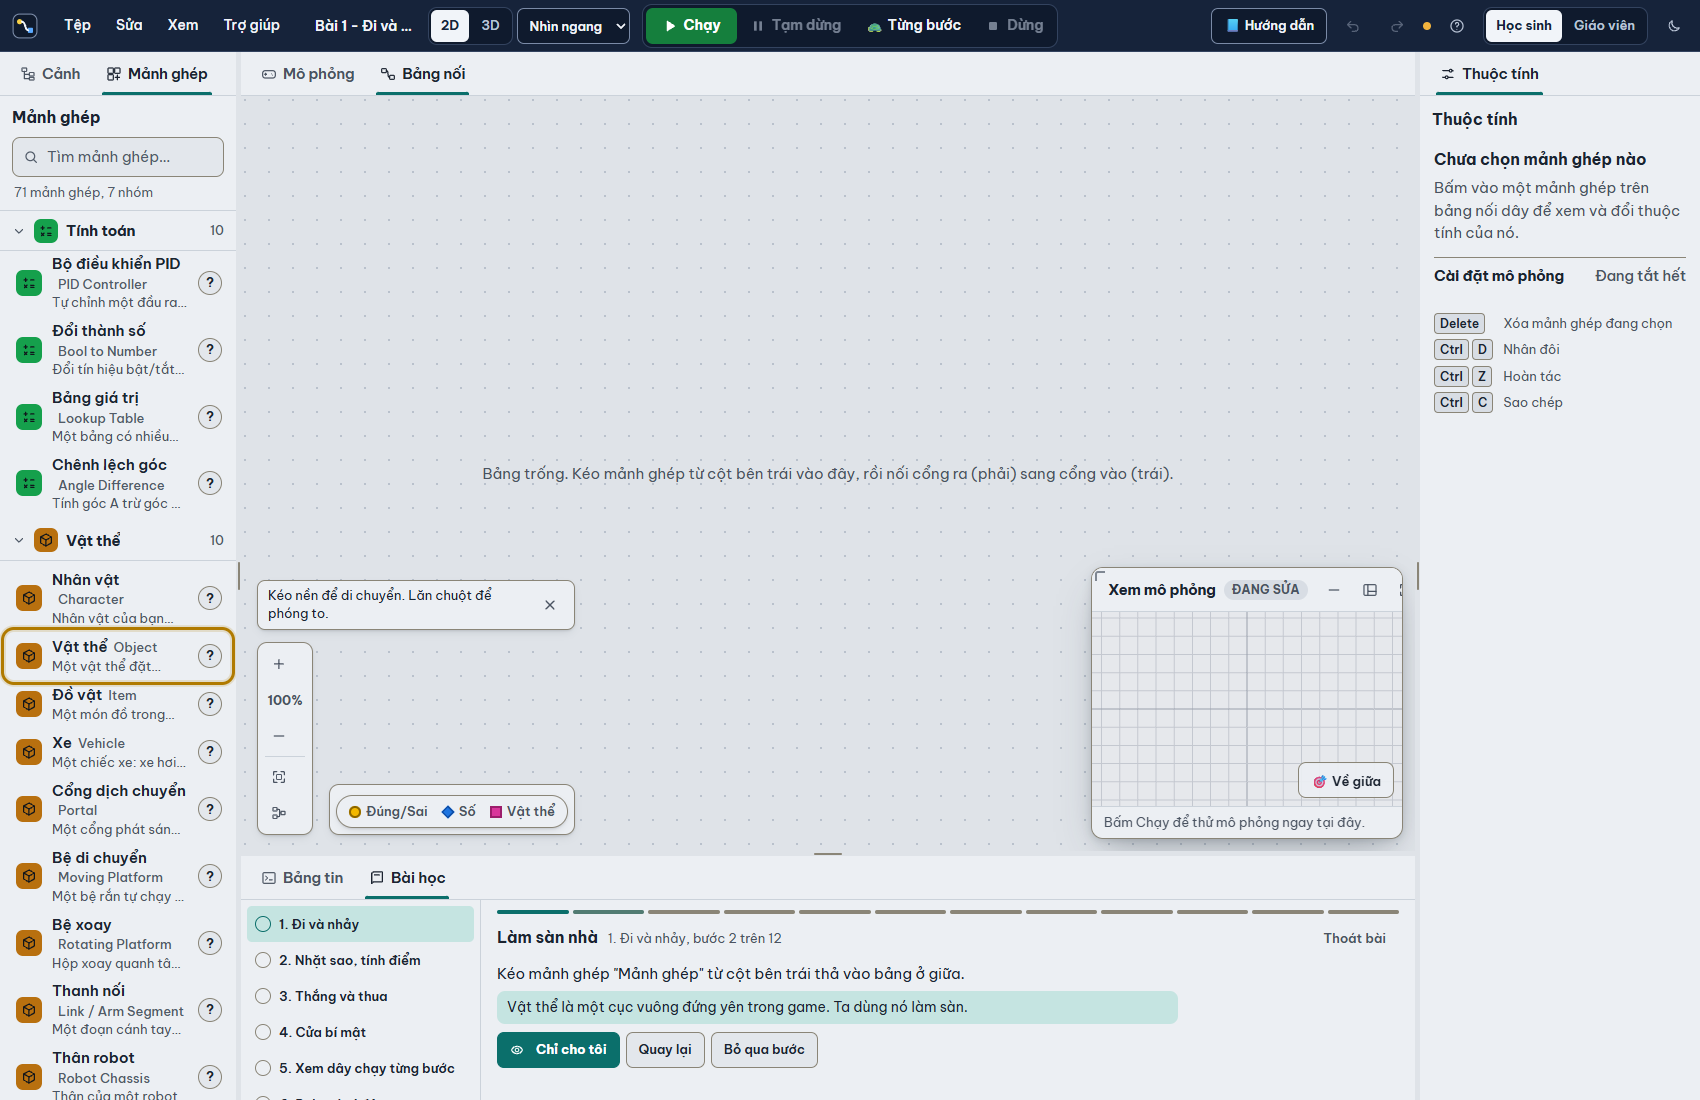 Tệp Sửa Xem Trợ giúp Bài 1 - Đi và ... 2D 3D Nhìn ngang Chạy Tạm dừng Từng bước Dừng Hướng dẫn Học sinh Giáo viên
Cảnh Mảnh ghép
Mảnh ghép
Tìm mảnh ghép...
71 mảnh ghép, 7 nhóm
Tính toán 10
Bộ điều khiển PID
PID Controller
Tự chỉnh một đầu ra...
?
Đổi thành số
Bool to Number
Đổi tín hiệu bật/tắt...
?
Bảng giá trị
Lookup Table
Một bảng có nhiều...
?
Chênh lệch góc
Angle Difference
Tính góc A trừ góc ...
?
Vật thể 10
Nhân vật
Character
Nhân vật của bạn...
?
Vật thể Object
Một vật thể đặt...
?
Đồ vật Item
Một món đồ trong...
?
Xe Vehicle
Một chiếc xe: xe hơi...
?
Cổng dịch chuyển
Portal
Một cổng phát sán...
?
Bệ di chuyển
Moving Platform
Một bệ rắn tự chạy ...
?
Bệ xoay
Rotating Platform
Hộp xoay quanh tâ...
?
Thanh nối
Link / Arm Segment
Một đoạn cánh tay...
?
Thân robot
Robot Chassis
Thân của một robot
?
Mô phỏng Bảng nối
Bảng trống. Kéo mảnh ghép từ cột bên trái vào đây, rồi nối cổng ra (phải) sang cổng vào (trái).
Kéo nền để di chuyển. Lăn chuột để
phóng to.
100%
Đúng/Sai Số Vật thể
Xem mô phỏng ĐANG SỬA
Về giữa
Bấm Chạy để thử mô phỏng ngay tại đây.
Bảng tin Bài học
1. Đi và nhảy
2. Nhặt sao, tính điểm
3. Thắng và thua
4. Cửa bí mật
5. Xem dây chạy từng bước
Làm sàn nhà 1. Đi và nhảy, bước 2 trên 12 Thoát bài
Kéo mảnh ghép "Mảnh ghép" từ cột bên trái thả vào bảng ở giữa.
Vật thể là một cục vuông đứng yên trong game. Ta dùng nó làm sàn.
Chỉ cho tôi Quay lại Bỏ qua bước
Thuộc tính
Thuộc tính
Chưa chọn mảnh ghép nào
Bấm vào một mảnh ghép trên
bảng nối dây để xem và đổi thuộc
tính của nó.
Cài đặt mô phỏng Đang tắt hết
Delete Xóa mảnh ghép đang chọn
Ctrl D Nhân đôi
Ctrl Z Hoàn tác
Ctrl C Sao chép